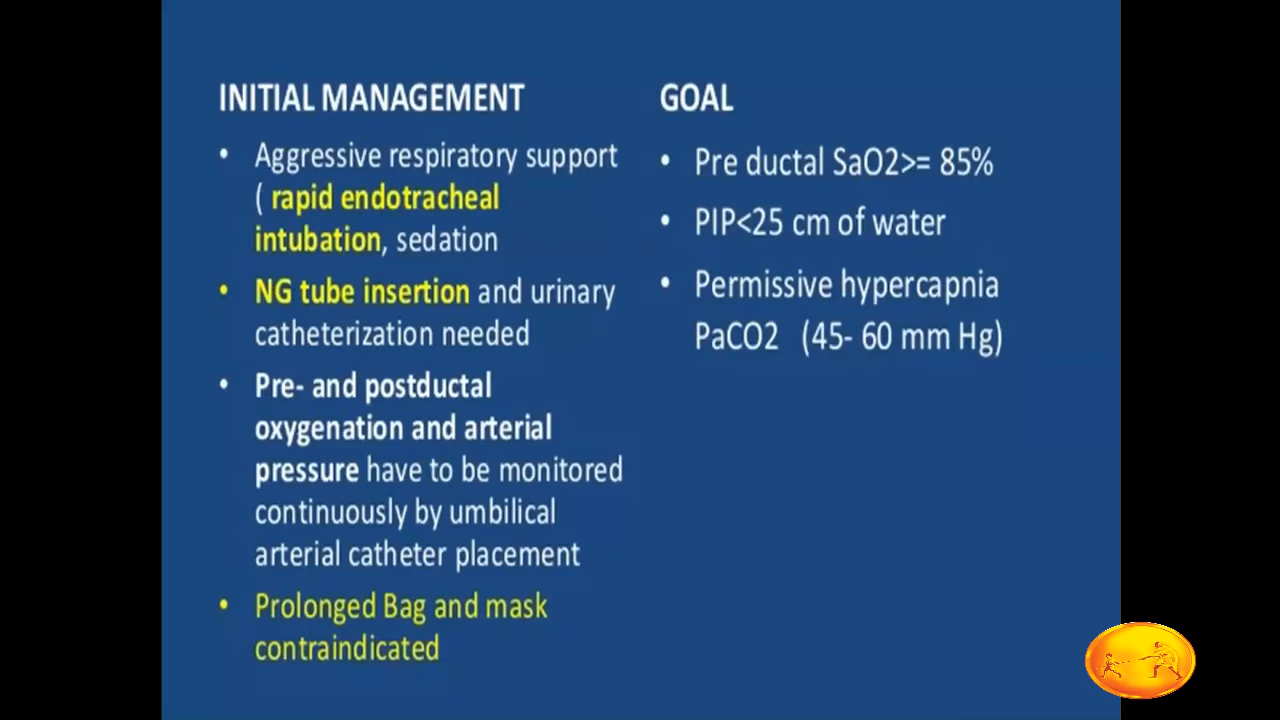 INITIAL MANAGEMENT
• Aggressive respiratory support
( rapid endotracheal
intubation, sedation
• NG tube insertion and urinary
catheterization needed
• Pre- and postductal
oxygenation and arterial
pressure have to be monitored
continuously by umbilical
arterial catheter placement
• Prolonged Bag and mask
contraindicated
GOAL
• Pre ductal SaO2>= 85%
• PIP<25 cm of water
• Permissive hypercapnia
PaCO2 (45- 60 mm Hg)